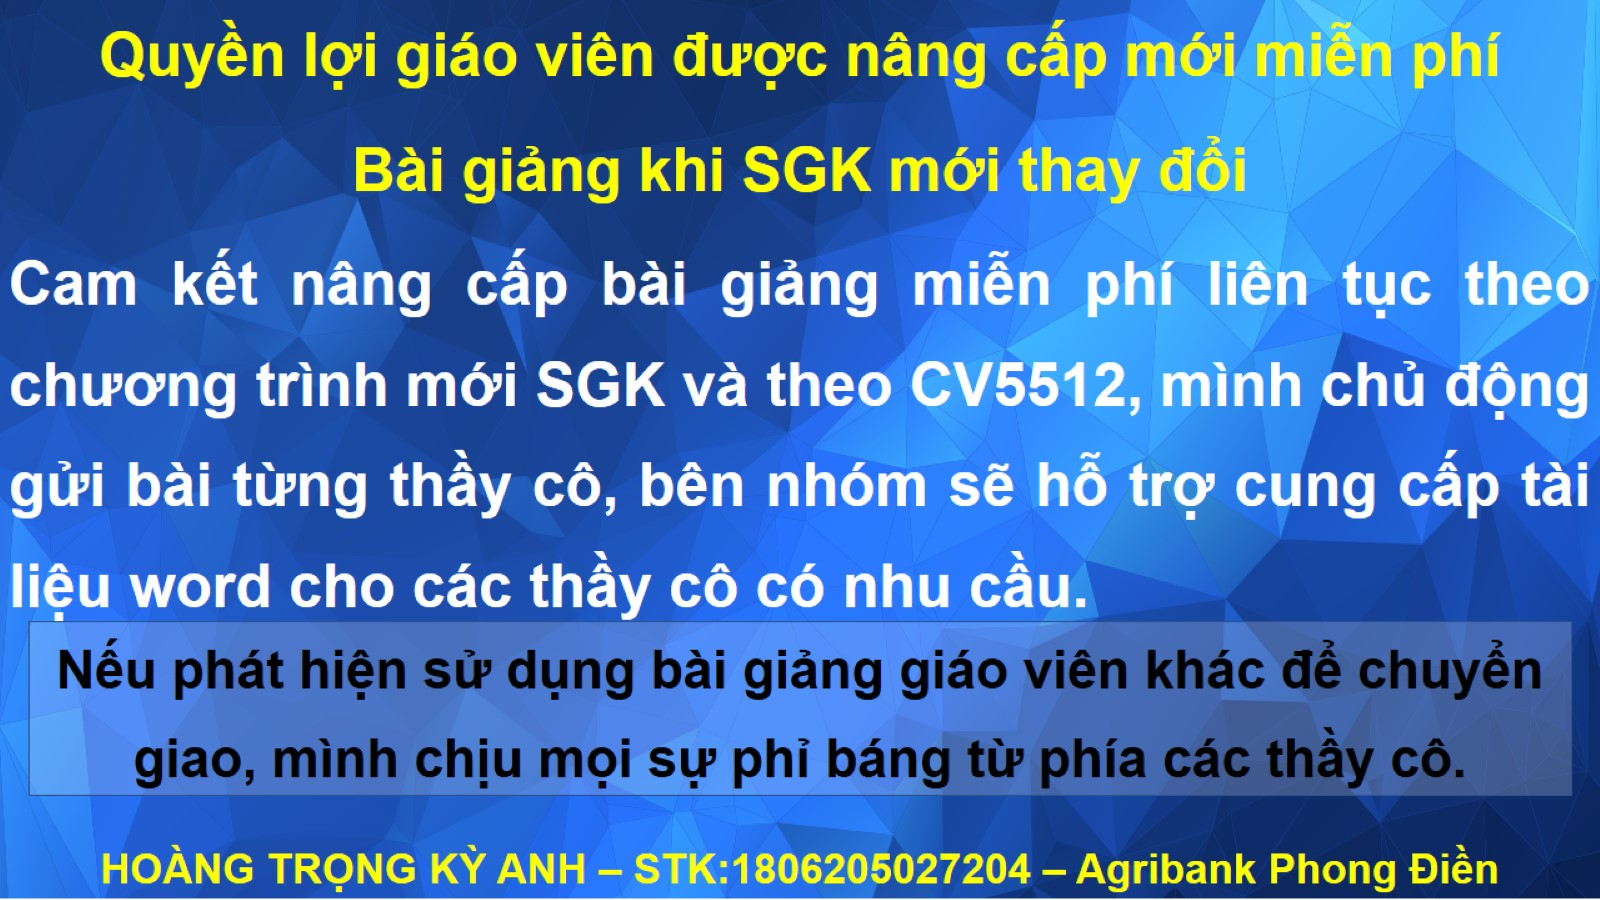 Quyền lợi giáo viên được nâng cấp mới miễn phí
Bài giảng khi SGK mới thay đổi
Cam kết nâng cấp bài giảng miễn phí liên tục theo
chương trình mới SGK và theo CV5512, mình chủ động
gửi bài từng thầy cô, bên nhóm sẽ hỗ trợ cung cấp tài
liệu word cho các thầy cô có nhu cầu.
Nếu phát hiện sử dụng bài giảng giáo viên khác để chuyển
giao, mình chịu mọi sự phỉ báng từ phía các thầy cô.
HOÀNG TRỌNG KỲ ANH – STK:1806205027204 – Agribank Phong Điền